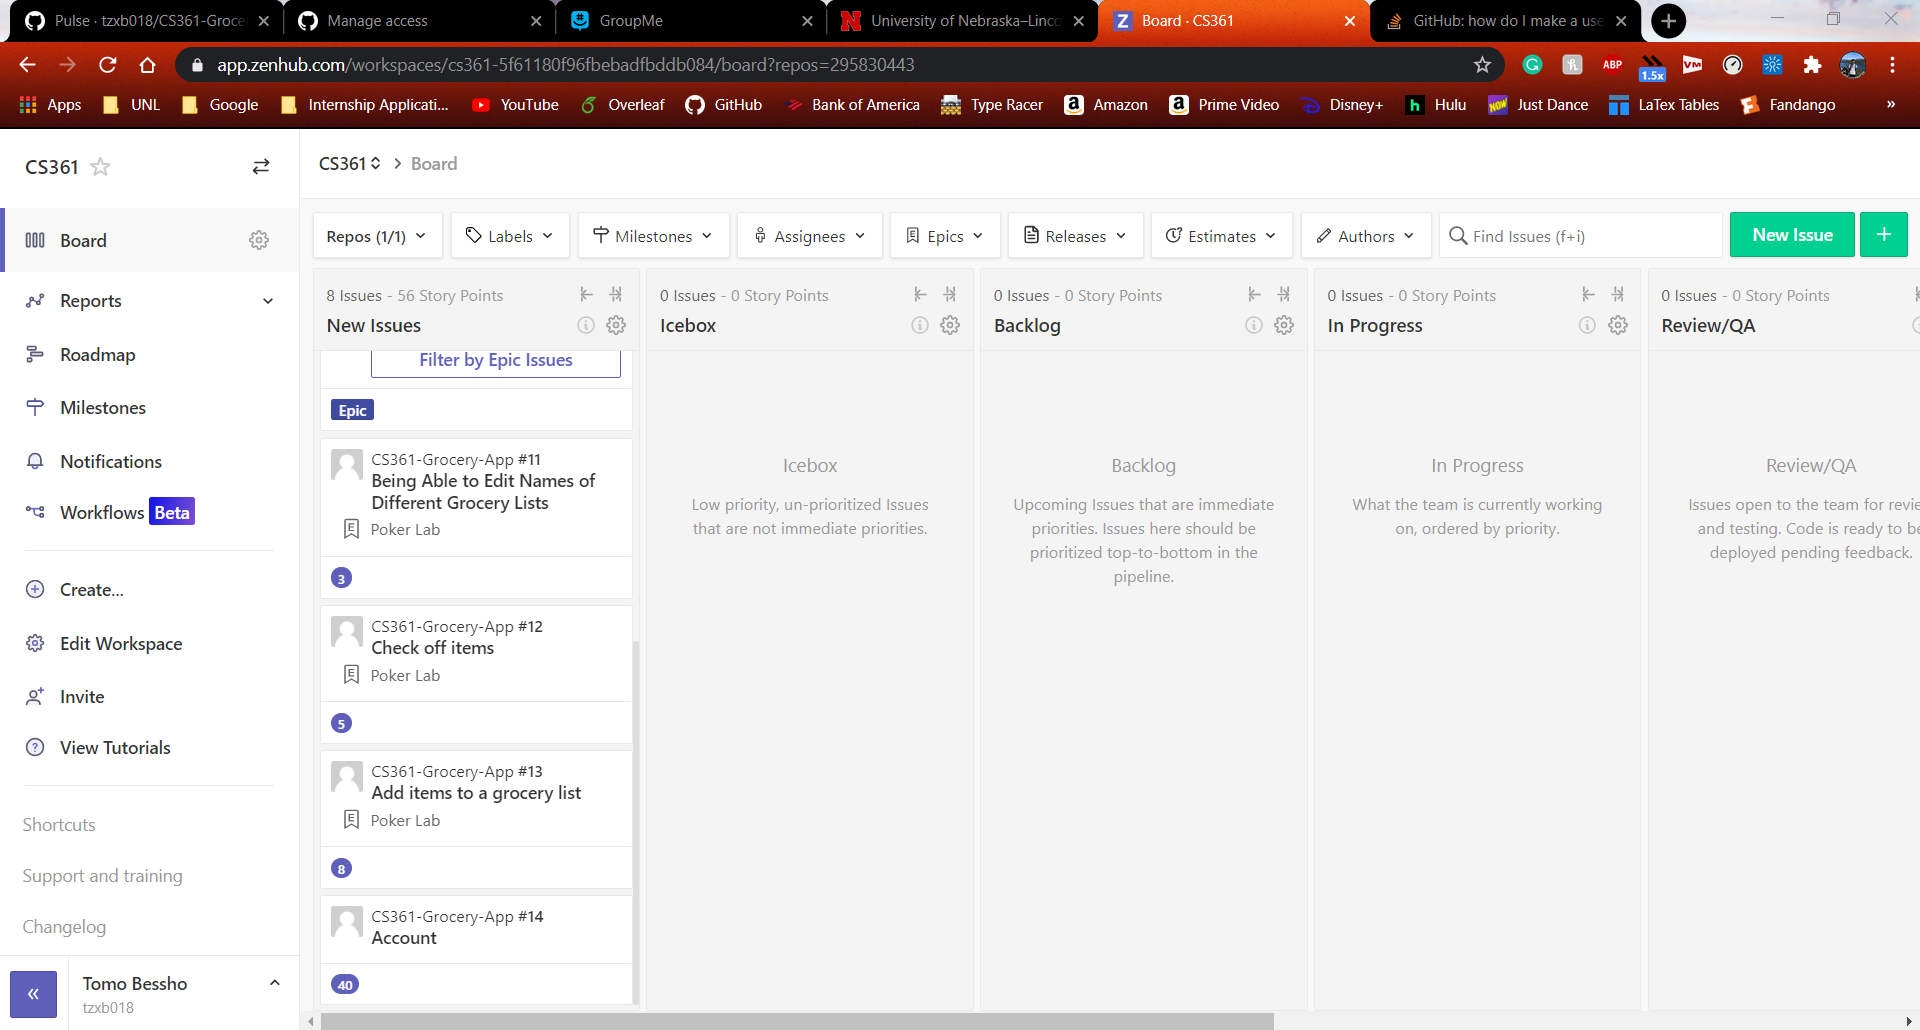 Pulse · tzxb018/CS361-Groce
Manage access
GroupMe
University of Nebraska–Linco
Board · CS361
GitHub: how do I make a use
app.zenhub.com/workspaces/cs361-5f61180f96fbebadfbddb084/board?repos=295830443
ABP
1.5x
VM
Apps
UNL
Google
Internship Applicati...
YouTube
Overleaf
GitHub
Bank of America
Type Racer
Amazon
Prime Video
Disney+
Hulu
Just Dance
LaTex Tables
Fandango
»
CS361
CS361 > Board
Board
Reports
Roadmap
Milestones
Notifications
Workflows Beta
Create...
Edit Workspace
Invite
View Tutorials
Shortcuts
Support and training
Changelog
Tomo Bessho
tzxb018
Repos (1/1)
Labels
Milestones
Assignees
Epics
Releases
Estimates
Authors
Find Issues (f+i)
New Issue
+
8 Issues - 56 Story Points
New Issues
Filter by Epic Issues
Epic
CS361-Grocery-App #11
Being Able to Edit Names of
Different Grocery Lists
Poker Lab
3
CS361-Grocery-App #12
Check off items
Poker Lab
5
CS361-Grocery-App #13
Add items to a grocery list
Poker Lab
8
CS361-Grocery-App #14
Account
40
0 Issues - 0 Story Points
Icebox
Icebox
Low priority, un-prioritized Issues
that are not immediate priorities.
0 Issues - 0 Story Points
Backlog
Backlog
Upcoming Issues that are immediate
priorities. Issues here should be
prioritized top-to-bottom in the
pipeline.
0 Issues - 0 Story Points
In Progress
In Progress
What the team is currently working
on, ordered by priority.
0 Issues - 0 Story Points
Review/QA
Review/QA
Issues open to the team for revie
and testing. Code is ready to be
deployed pending feedback.